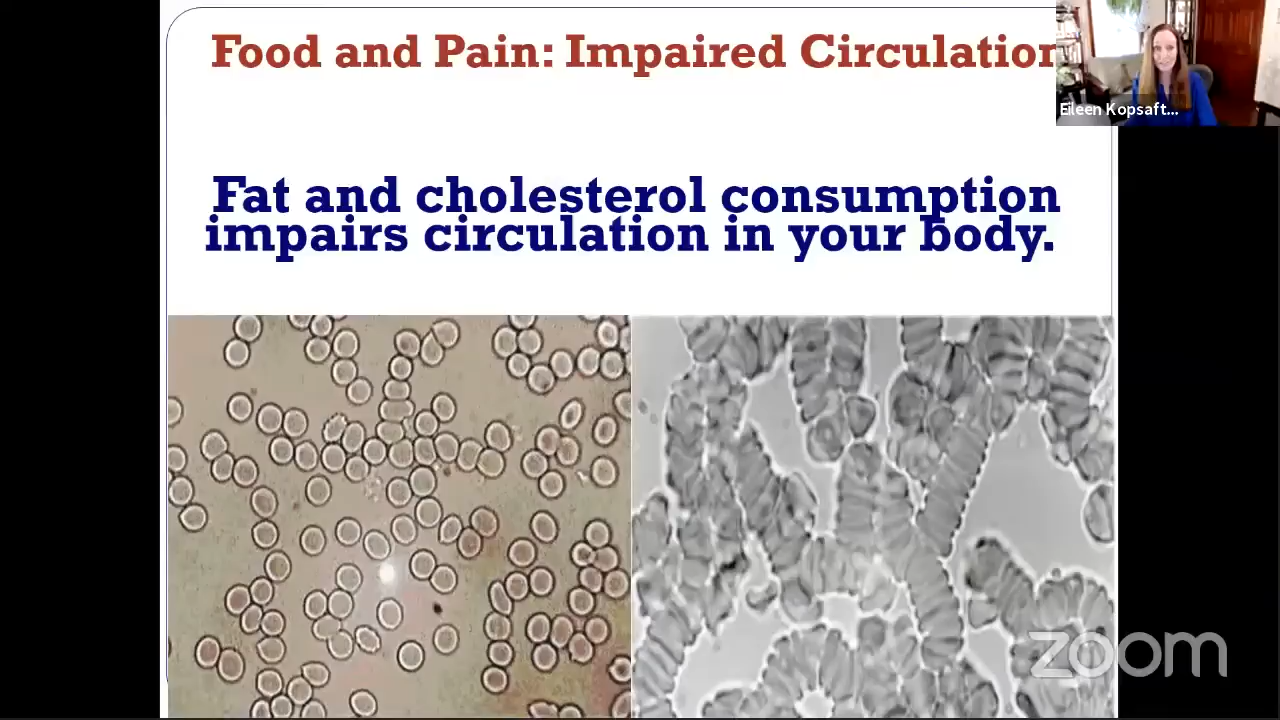 Food and Pain: Impaired Circulation
Eileen Kopsaft...
Fat and cholesterol consumption
impairs circulation in your body.
zoom